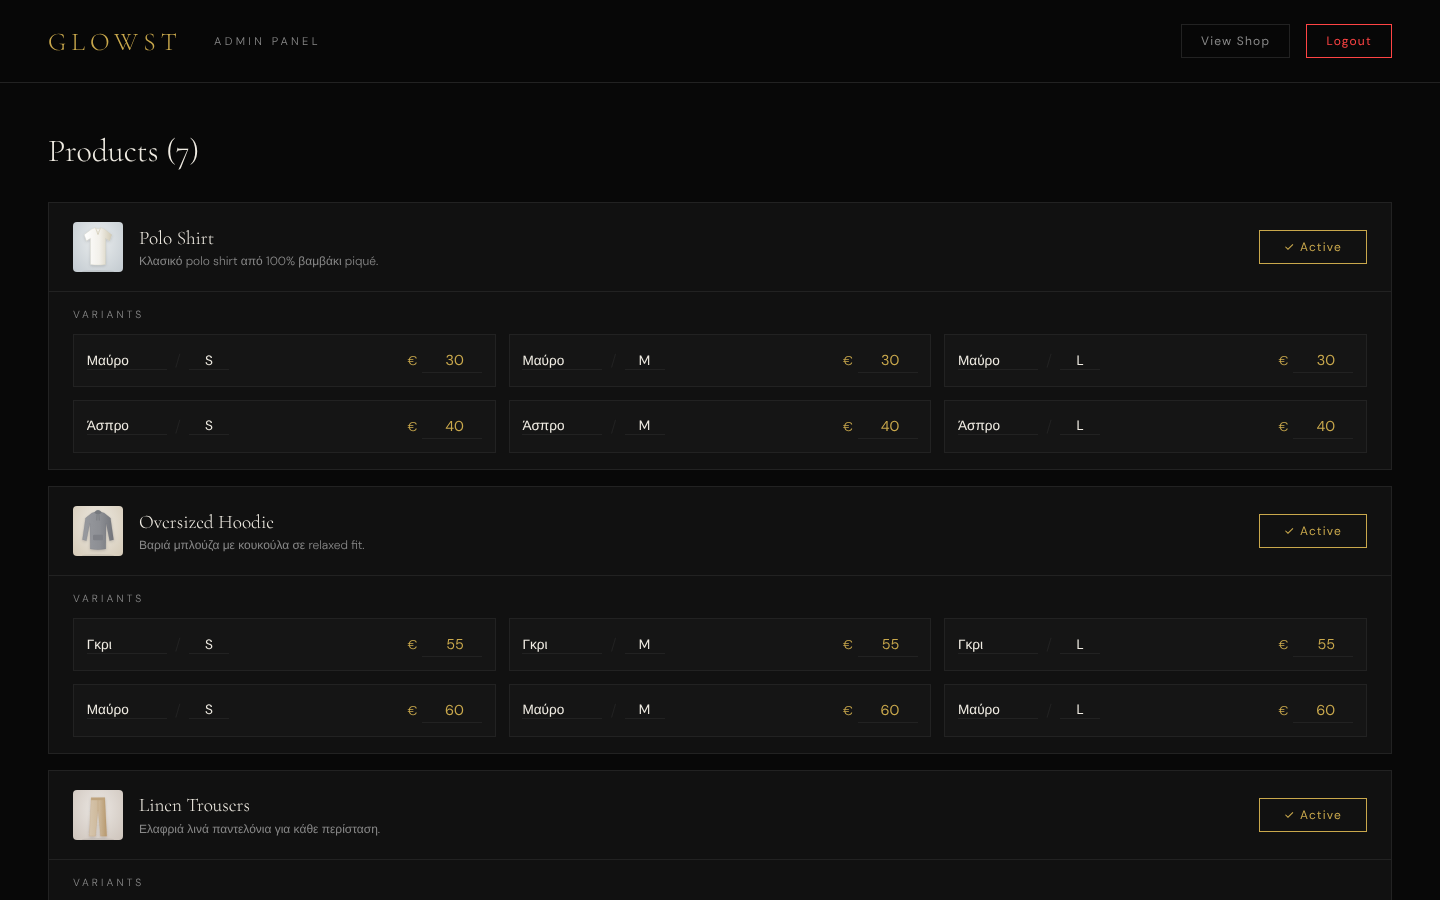 GLOWST ADMIN PANEL View Shop Logout
Products (7)
Polo Shirt
Κλασικό polo shirt από 100% βαμβάκι piqué.
✓ Active
VARIANTS
Μαύρο / S € 30 Μαύρο / M € 30 Μαύρο / L € 30
Άσπρο / S € 40 Άσπρο / M € 40 Άσπρο / L € 40
Oversized Hoodie
Βαριά μπλούζα με κουκούλα σε relaxed fit.
✓ Active
VARIANTS
Γκρι / S € 55 Γκρι / M € 55 Γκρι / L € 55
Μαύρο / S € 60 Μαύρο / M € 60 Μαύρο / L € 60
Linen Trousers
Ελαφριά λινά παντελόνια για κάθε περίσταση.
✓ Active
VARIANTS